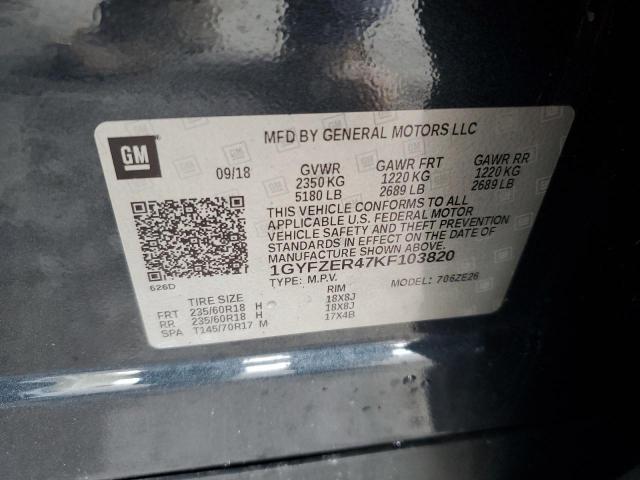 GM
MFD BY GENERAL MOTORS LLC
09/18 GVWR GAWR FRT GAWR RR
2350 KG 1220 KG 1220 KG
5180 LB 2689 LB 2689 LB
THIS VEHICLE CONFORMS TO ALL
APPLICABLE U.S. FEDERAL MOTOR
VEHICLE SAFETY AND THEFT PREVENTION
STANDARDS IN EFFECT ON THE DATE OF
MANUFACTURE SHOWN ABOVE.
1GYFZER47KF103820
626D
TYPE: M.P.V. MODEL: 706ZE26
TIRE SIZE RIM
FRT 235/60R18 H 18X8J
RR 235/60R18 H 18X8J
SPA T145/70R17 M 17X4B